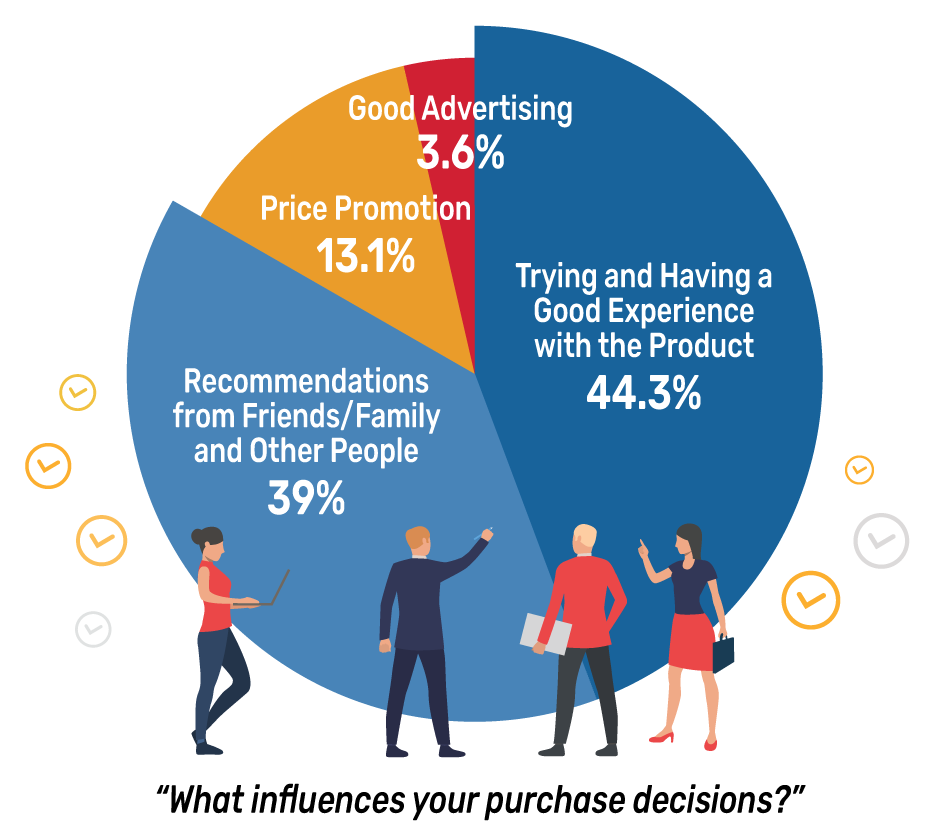 Good Advertising
3.6%
Price Promotion
13.1%
Trying and Having a
Good Experience
with the Product
44.3%
Recommendations
from Friends/Family
and Other People
39%
“What influences your purchase decisions?”